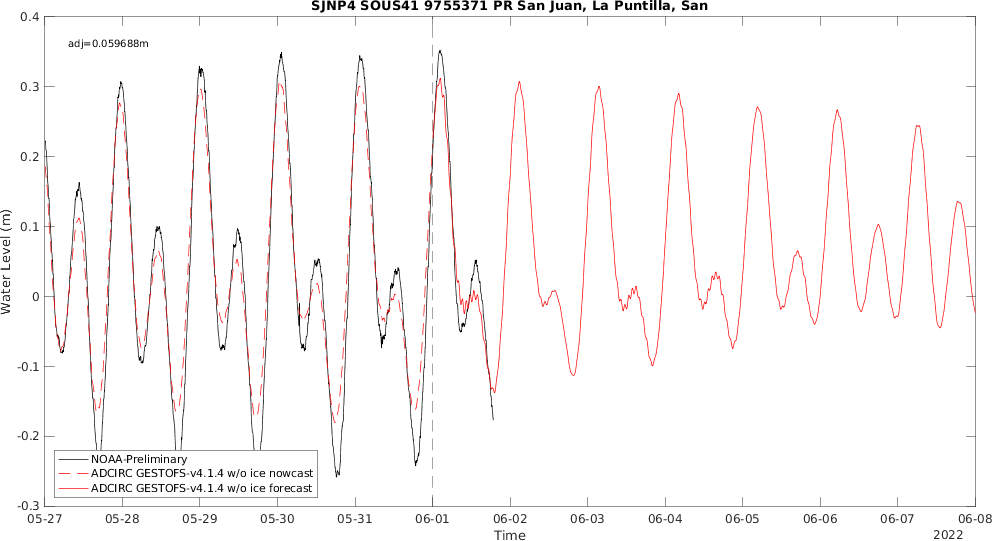 SJNP4 SOUS41 9755371 PR San Juan, La Puntilla, San
adj=0.059688m
0.4
0.3
0.2
0.1
0
-0.1
-0.2
-0.3
Water Level (m)
NOAA-Preliminary
ADCIRC GESTOFS-v4.1.4 w/o ice nowcast
ADCIRC GESTOFS-v4.1.4 w/o ice forecast
05-27 05-28 05-29 05-30 05-31 06-01 06-02 06-03 06-04 06-05 06-06 06-07 06-08
Time
2022